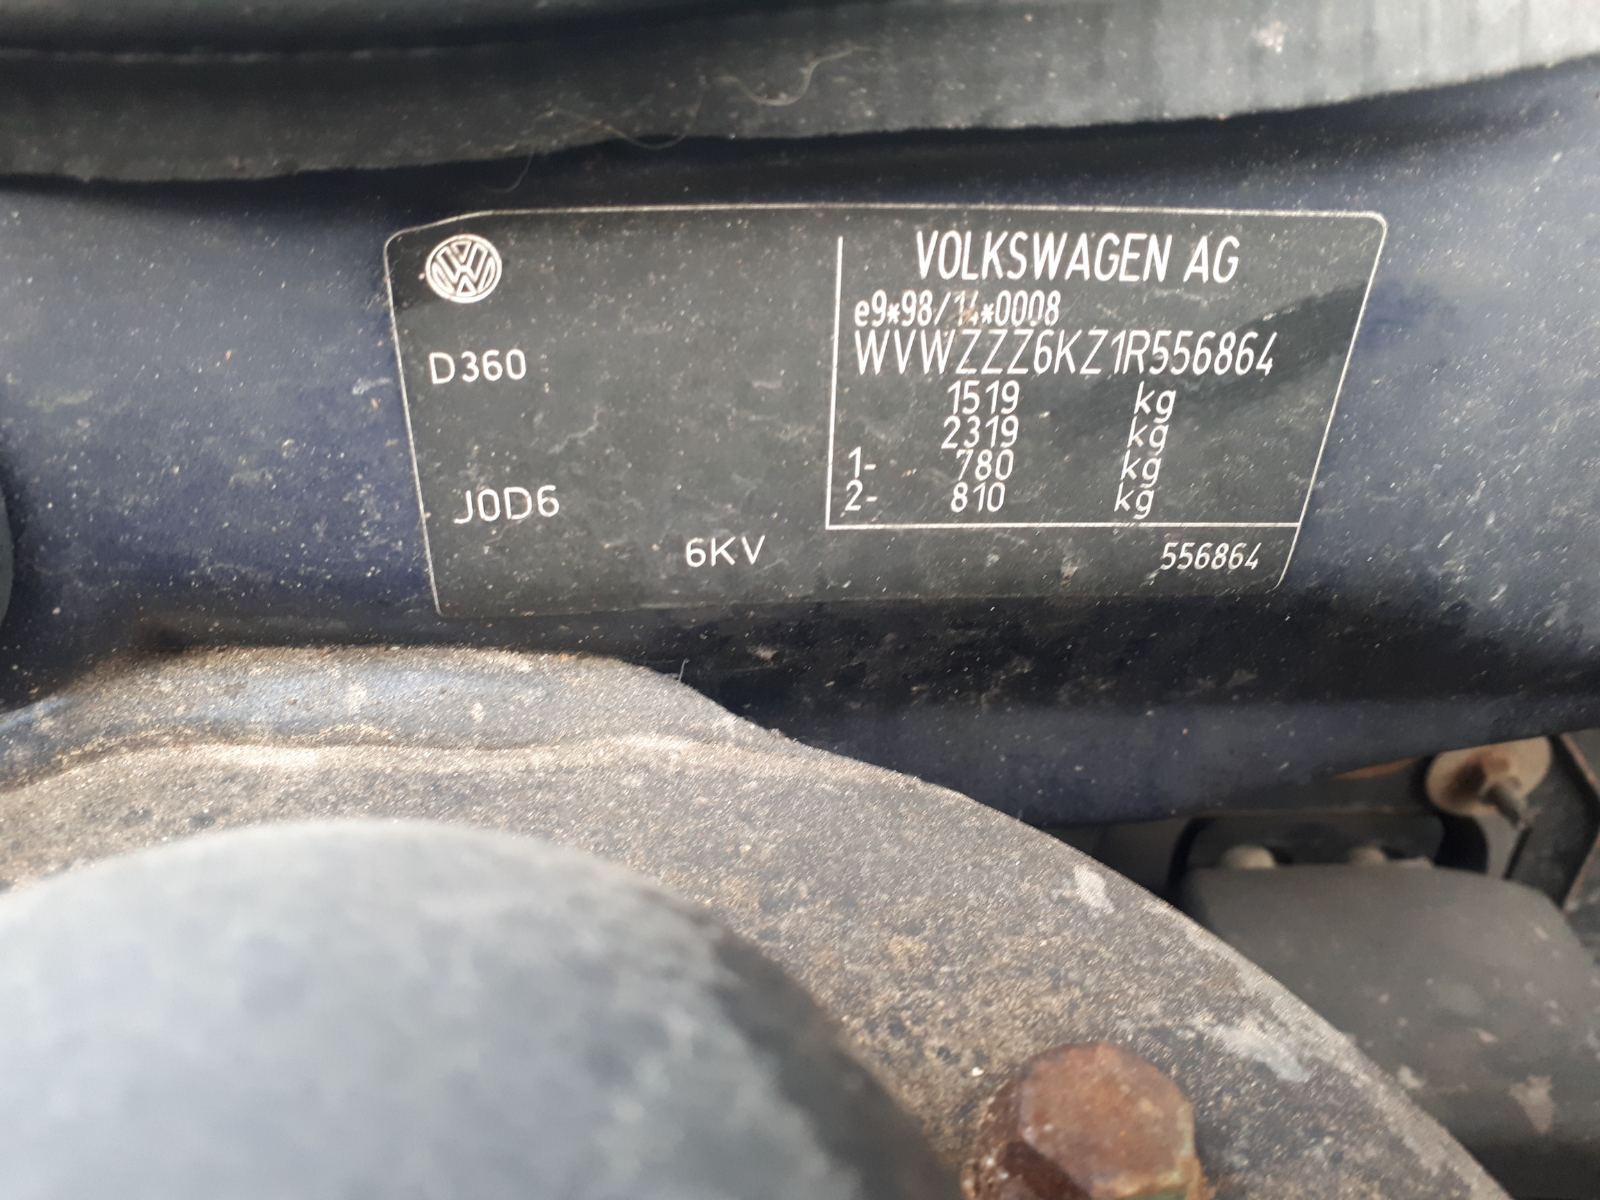 VOLKSWAGEN AG
e9*98/14*0008
WVWZZZ6KZ1R556864
1519 kg
2319 kg
1- 780 kg
2- 810 kg
D360
J0D6
6KV
556864